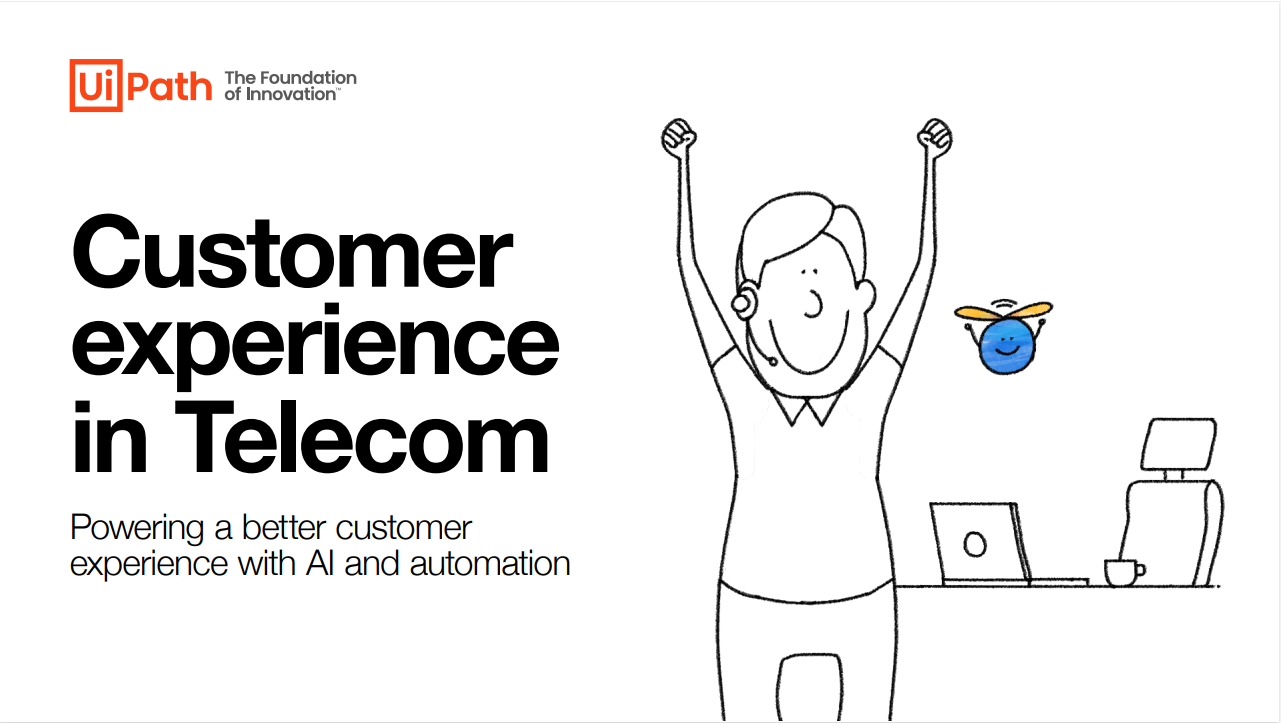 UiPath The Foundation
of Innovation™
Customer
experience
in Telecom
Powering a better customer
experience with AI and automation